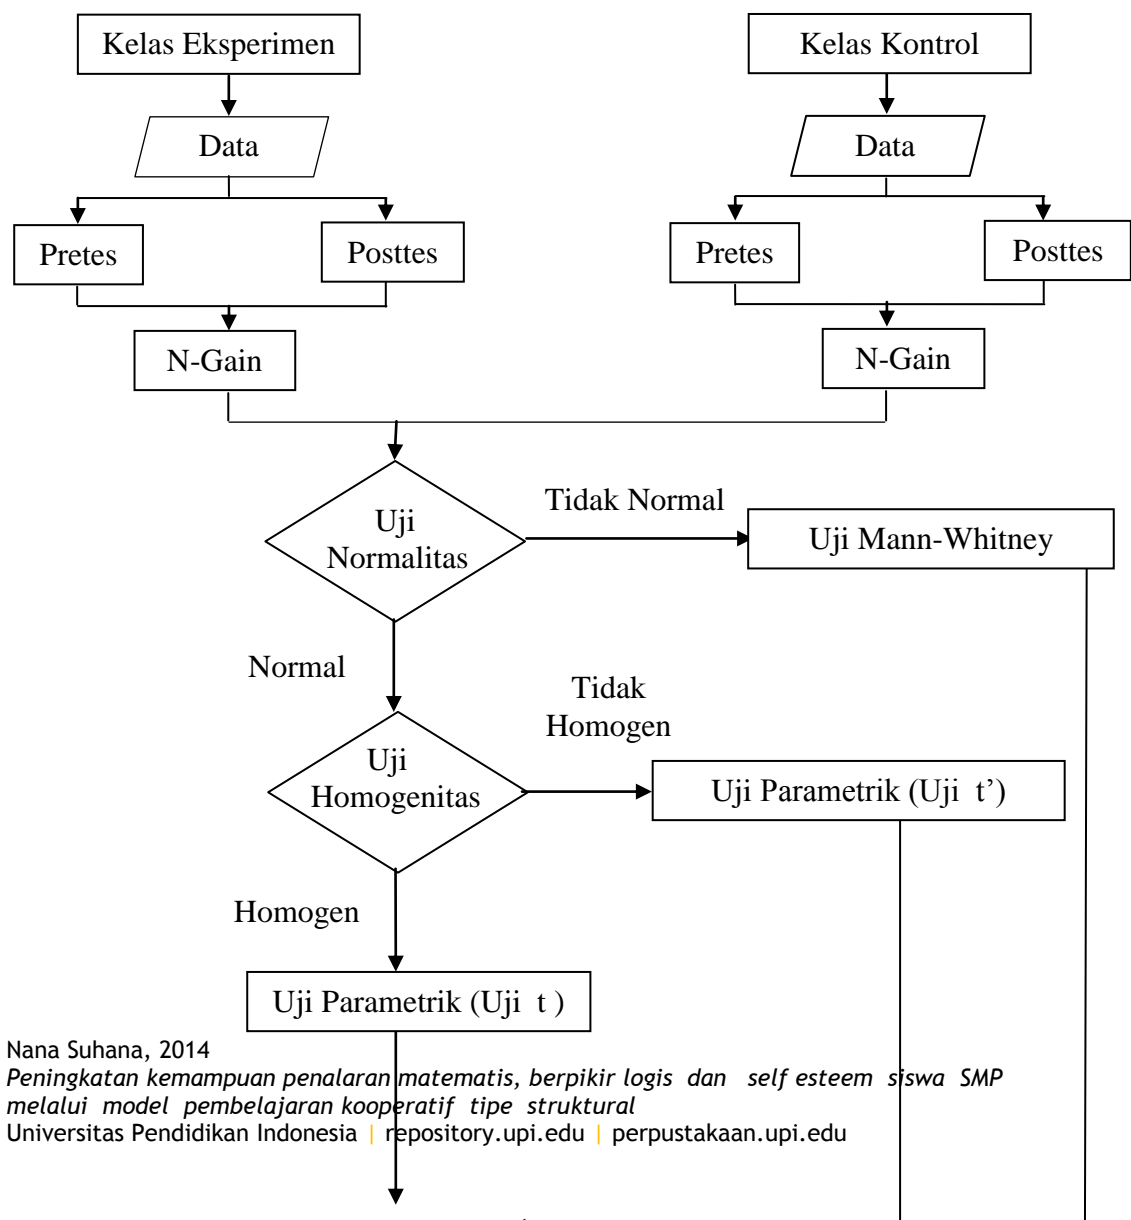 Kelas Eksperimen
Kelas Kontrol
Data
Data
Pretes
Posttes
Pretes
Posttes
N-Gain
N-Gain
Uji
Normalitas
Tidak Normal
Uji Mann-Whitney
Normal
Tidak
Homogen
Uji
Homogenitas
Uji Parametrik (Uji t’)
Homogen
Uji Parametrik (Uji t )
Nana Suhana, 2014
Peningkatan kemampuan penalaran matematis, berpikir logis dan self esteem siswa SMP
melalui model pembelajaran kooperatif tipe struktural
Universitas Pendidikan Indonesia | repository.upi.edu | perpustakaan.upi.edu